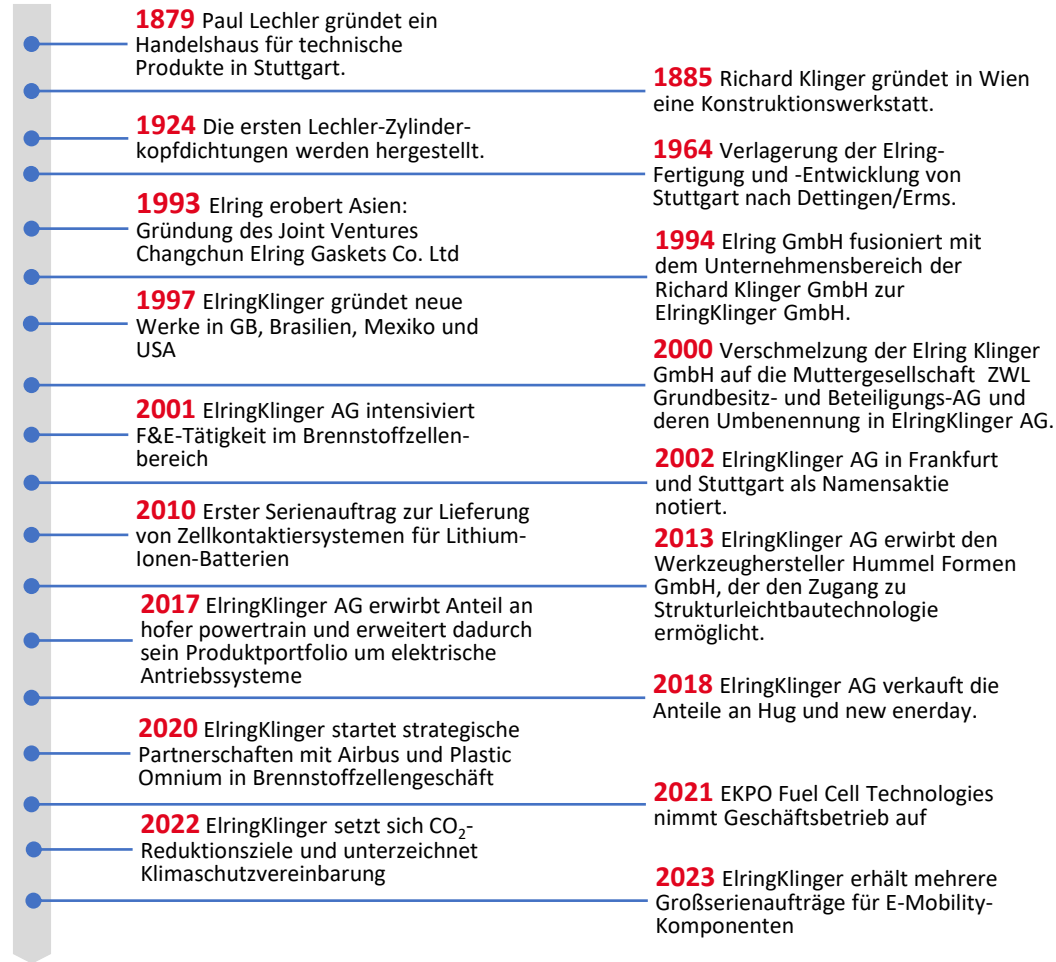 1879 Paul Lechler gründet ein
Handelshaus für technische
Produkte in Stuttgart.
1885 Richard Klinger gründet in Wien
eine Konstruktionswerkstatt.
1924 Die ersten Lechler-Zylinder-
kopfdichtungen werden hergestellt.
1964 Verlagerung der Elring-
Fertigung und -Entwicklung von
Stuttgart nach Dettingen/Erms.
1993 Elring erobert Asien:
Gründung des Joint Ventures
Changchun Elring Gaskets Co. Ltd
1994 Elring GmbH fusioniert mit
dem Unternehmensbereich der
Richard Klinger GmbH zur
ElringKlinger GmbH.
1997 ElringKlinger gründet neue
Werke in GB, Brasilien, Mexiko und
USA
2000 Verschmelzung der Elring Klinger
GmbH auf die Muttergesellschaft ZWL
Grundbesitz- und Beteiligungs-AG und
deren Umbenennung in ElringKlinger AG.
2001 ElringKlinger AG intensiviert
F&E-Tätigkeit im Brennstoffzellen-
bereich
2002 ElringKlinger AG in Frankfurt
und Stuttgart als Namensaktie
notiert.
2010 Erster Serienauftrag zur Lieferung
von Zellkontaktiersystemen für Lithium-
Ionen-Batterien
2013 ElringKlinger AG erwirbt den
Werkzeughersteller Hummel Formen
GmbH, der den Zugang zu
Strukturleichtbautechnologie
ermöglicht.
2017 ElringKlinger AG erwirbt Anteil an
hofer powertrain und erweitert dadurch
sein Produktportfolio um elektrische
Antriebssysteme
2018 ElringKlinger AG verkauft die
Anteile an Hug und new enerday.
2020 ElringKlinger startet strategische
Partnerschaften mit Airbus und Plastic
Omnium in Brennstoffzellengeschäft
2021 EKPO Fuel Cell Technologies
nimmt Geschäftsbetrieb auf
2022 ElringKlinger setzt sich CO₂-
Reduktionsziele und unterzeichnet
Klimaschutzvereinbarung
2023 ElringKlinger erhält mehrere
Großserienaufträge für E-Mobility-
Komponenten